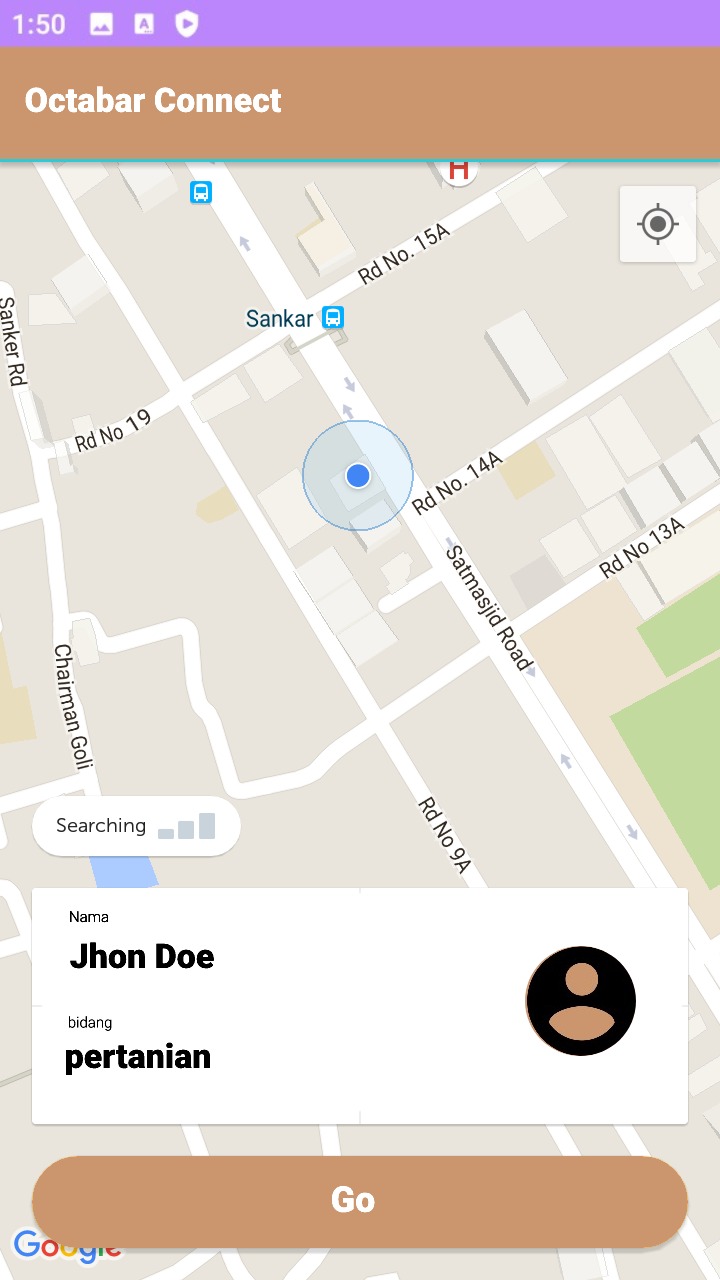 1:50
A
Octabar Connect
H
Rd No. 15A
Sankar
Sanker Rd
Rd No 19
Rd No. 14A
Rd No 13A
Satmasjid Road
Chairman Goli
Searching
Rd No 9A
Nama
Jhon Doe
bidang
pertanian
Go
Google